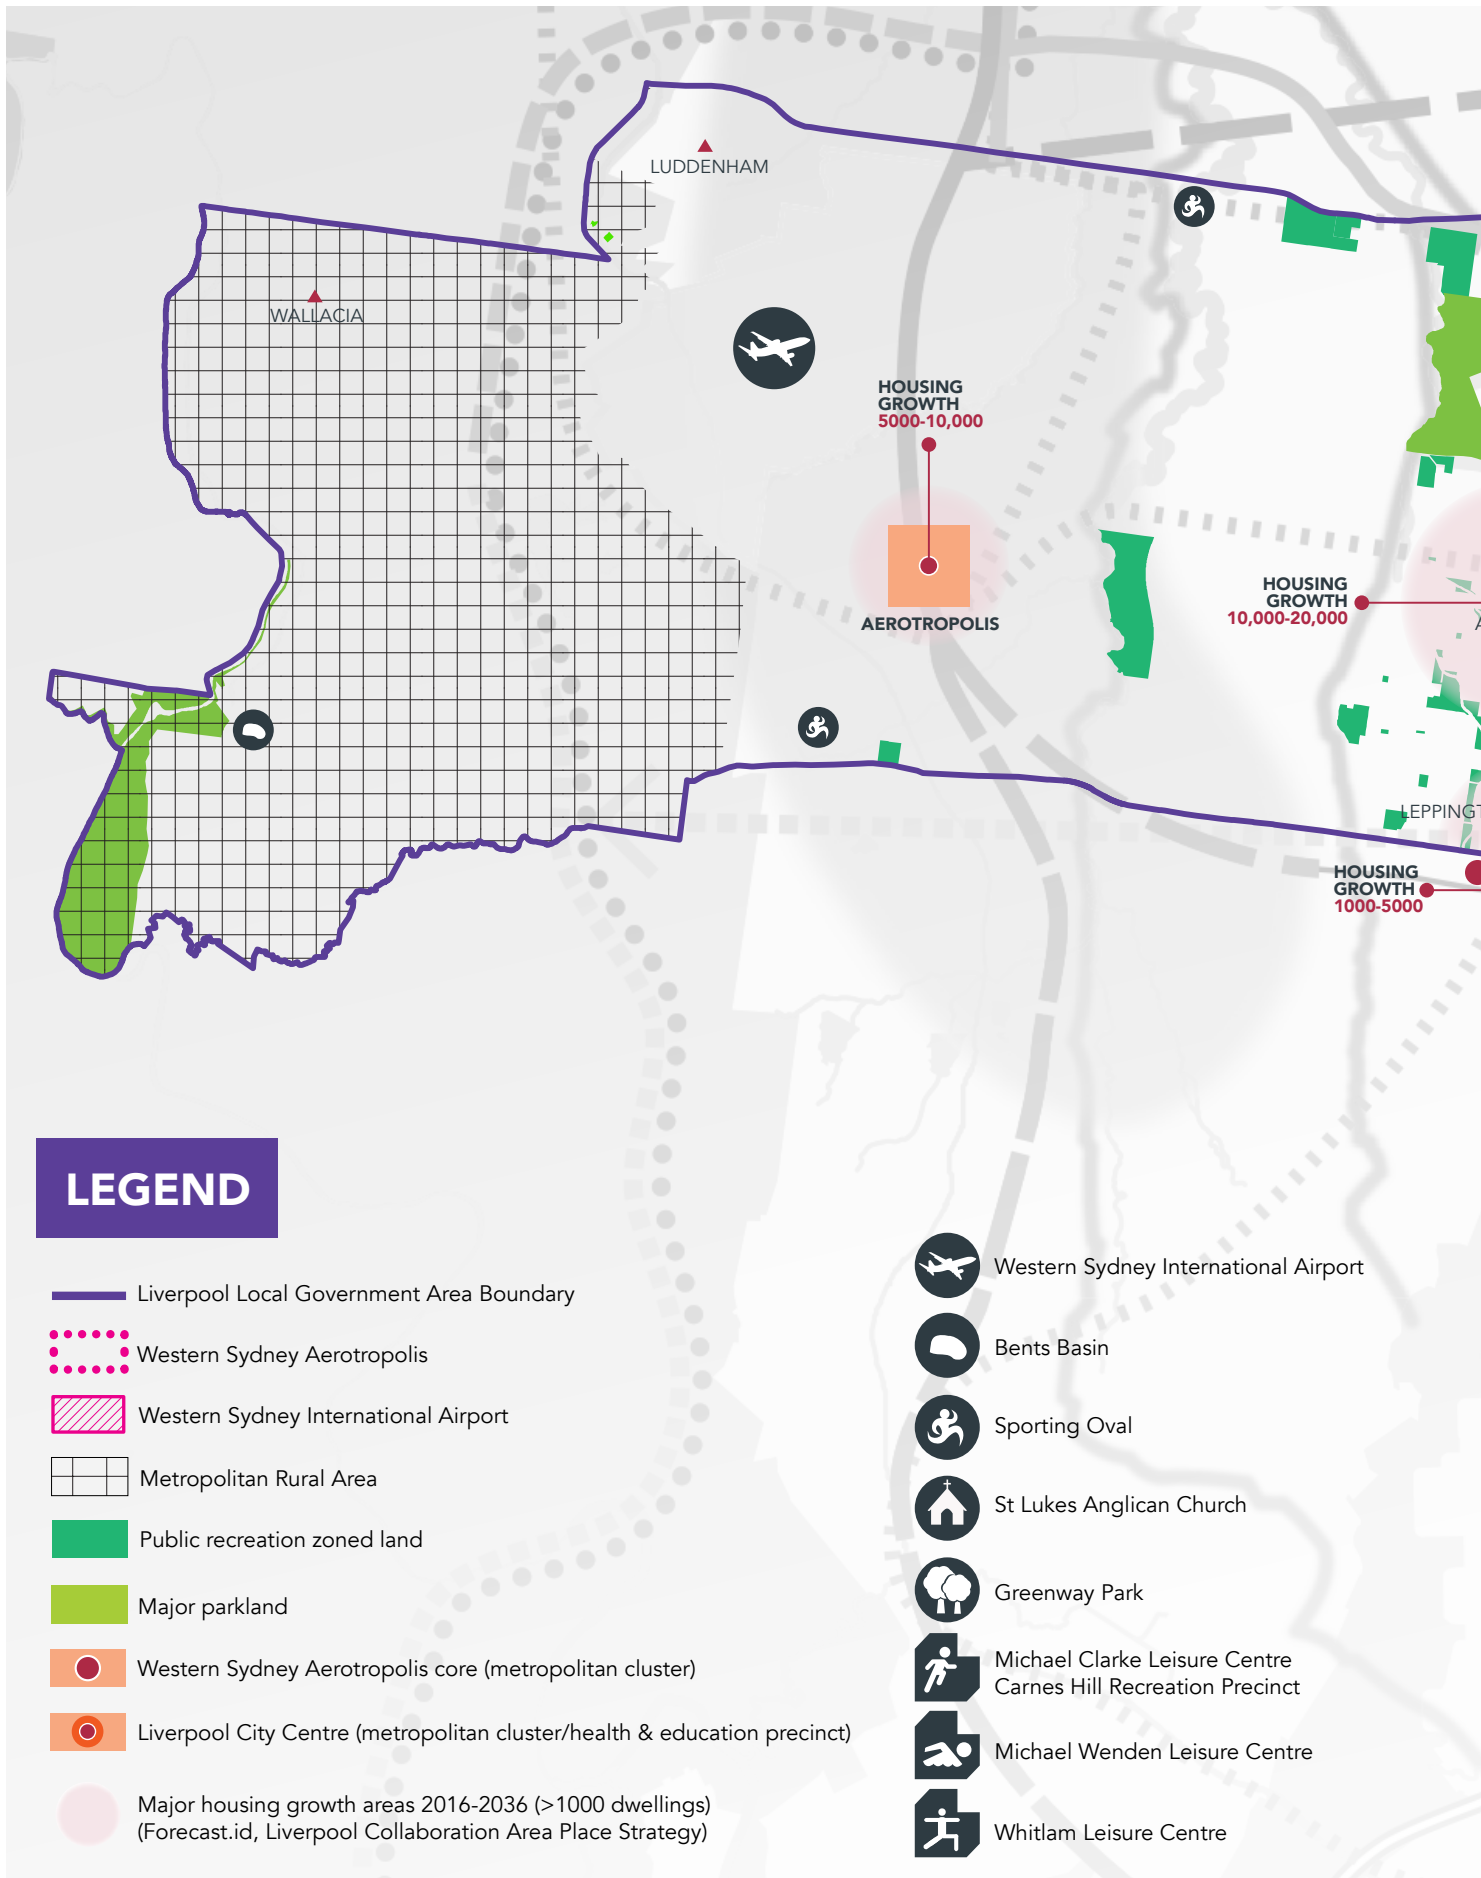 LUDDENHAM
WALLACIA
HOUSING
GROWTH
5000-10,000
AEROTROPOLIS
HOUSING
GROWTH
10,000-20,000
LEPPINGT
HOUSING
GROWTH
1000-5000
LEGEND
Liverpool Local Government Area Boundary
Western Sydney Aerotropolis
Western Sydney International Airport
Metropolitan Rural Area
Public recreation zoned land
Major parkland
Western Sydney Aerotropolis core (metropolitan cluster)
Liverpool City Centre (metropolitan cluster/health & education precinct)
Major housing growth areas 2016-2036 (>1000 dwellings)
(Forecast.id, Liverpool Collaboration Area Place Strategy)
Western Sydney International Airport
Bents Basin
Sporting Oval
St Lukes Anglican Church
Greenway Park
Michael Clarke Leisure Centre
Carnes Hill Recreation Precinct
Michael Wenden Leisure Centre
Whitlam Leisure Centre